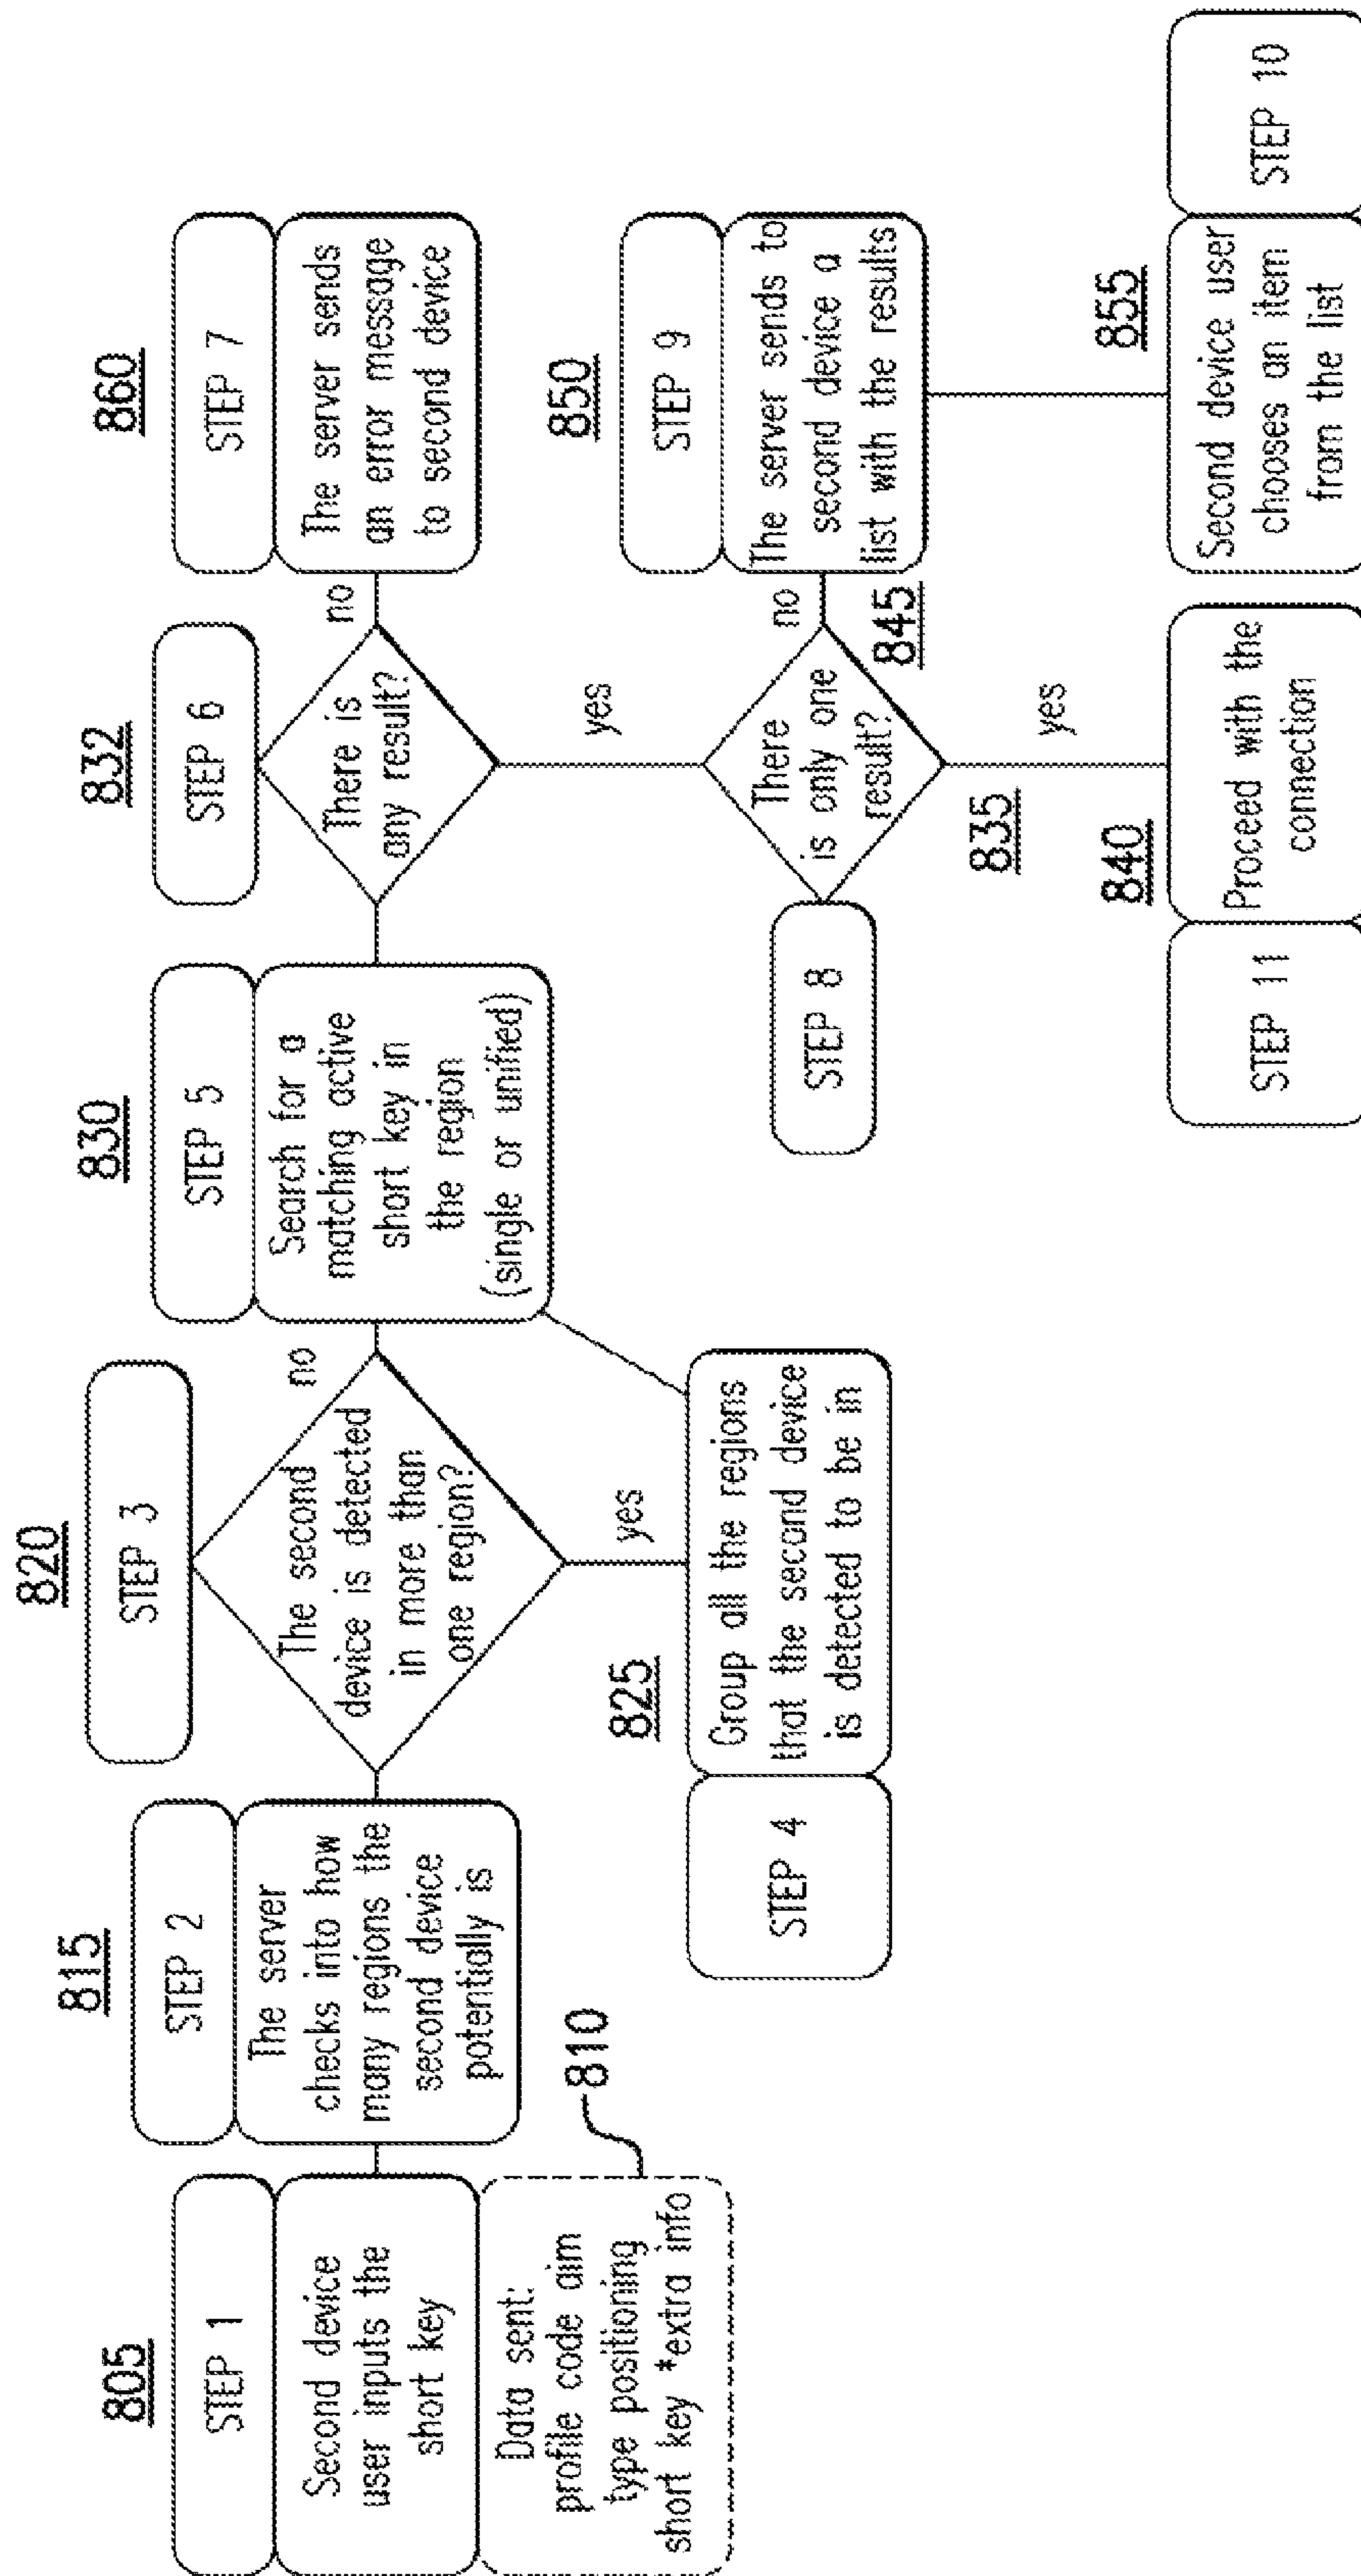 805
STEP 1
Second device
user inputs the
short key
Data sent:
profile code aim
type positioning
short key *extra info
810
815
STEP 2
The server
checks into how
many regions the
second device
potentially is
820
STEP 3
The second
device is detected
in more than
one region?
no
yes
825
STEP 4
Group all the regions
that the second device
is detected to be in
830
STEP 5
Search for a
matching active
short key in
the region
(single or unified)
832
STEP 6
There is
any result?
no
yes
860
STEP 7
The server sends
an error message
to second device
STEP 8
There
is only one
result?
no
845
yes
835
850
STEP 9
The server sends to
second device a
list with the results
840
STEP 11
Proceed with the
connection
855
Second device user
chooses an item
from the list
STEP 10